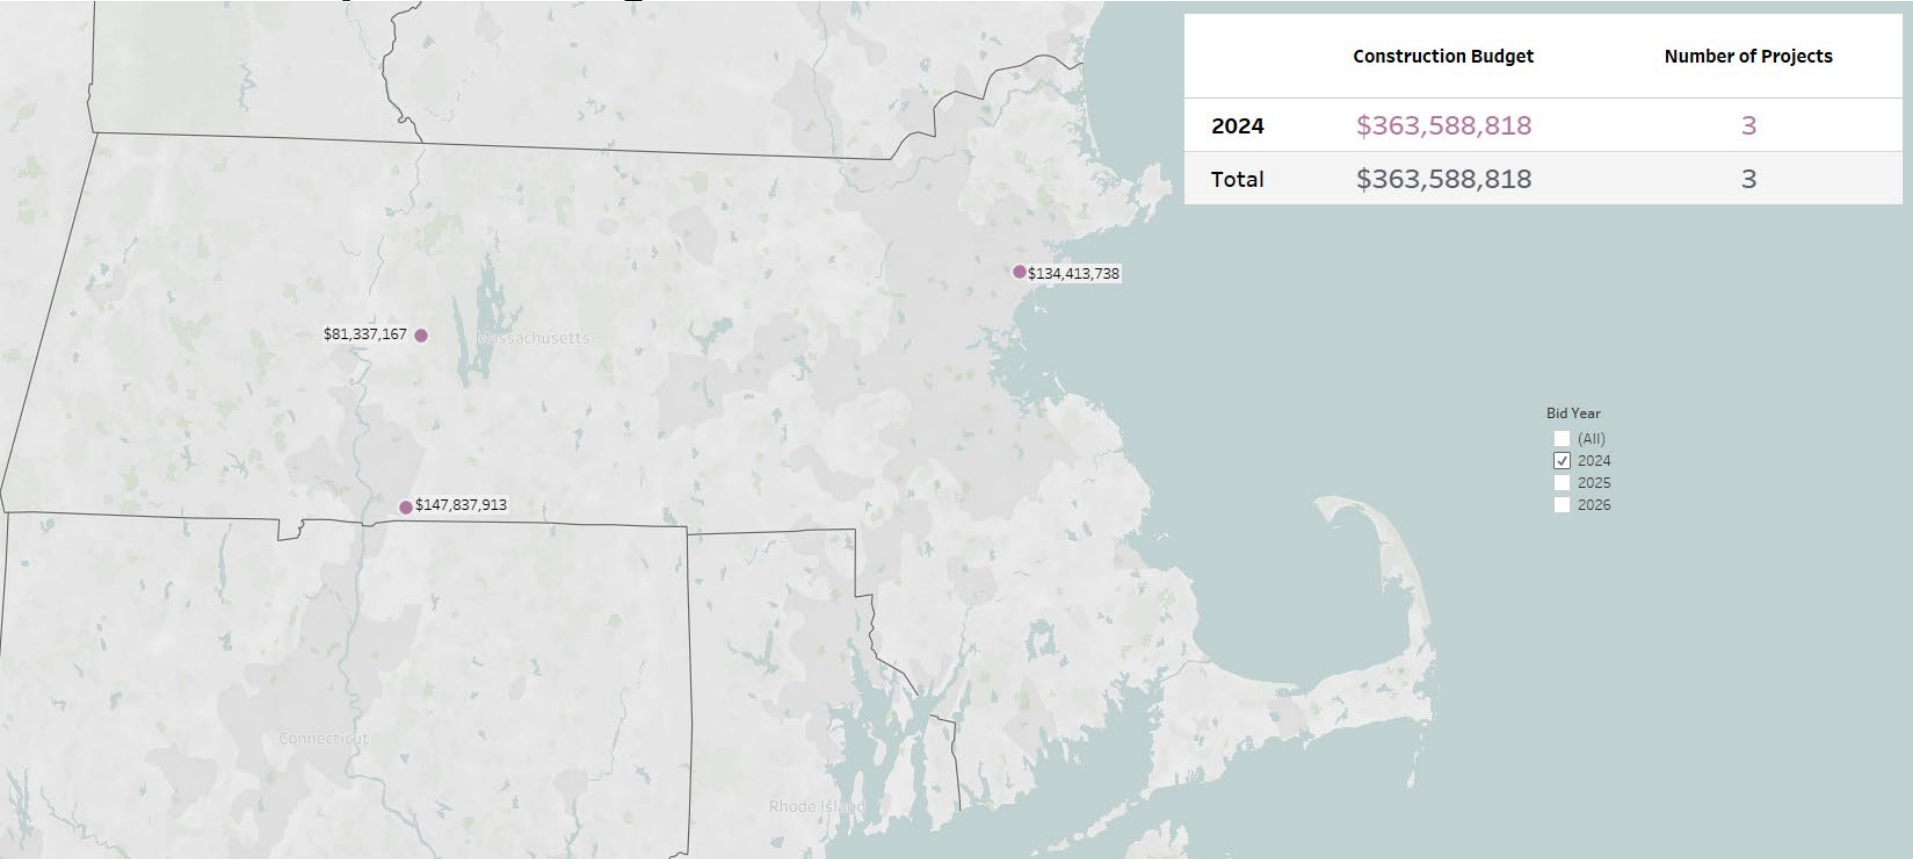 Construction Budget Number of Projects
2024 $363,588,818 3
Total $363,588,818 3
$134,413,738
$81,337,167
Massachusetts
Bid Year
(All)
2024
2025
2026
$147,837,913
Connecticut
Rhode Island